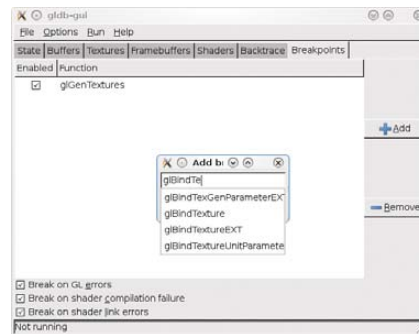 gldb-gui
File Options Run Help
State Buffers Textures Framebuffers Shaders Backtrace Breakpoints
Enabled Function
glGenTextures
Add
Add b
glBindTe
glBindTexGenParameterEXT
glBindTexture
glBindTextureEXT
glBindTextureUnitParamete
Remove
Break on GL errors
Break on shader compilation failure
Break on shader link errors
Not running